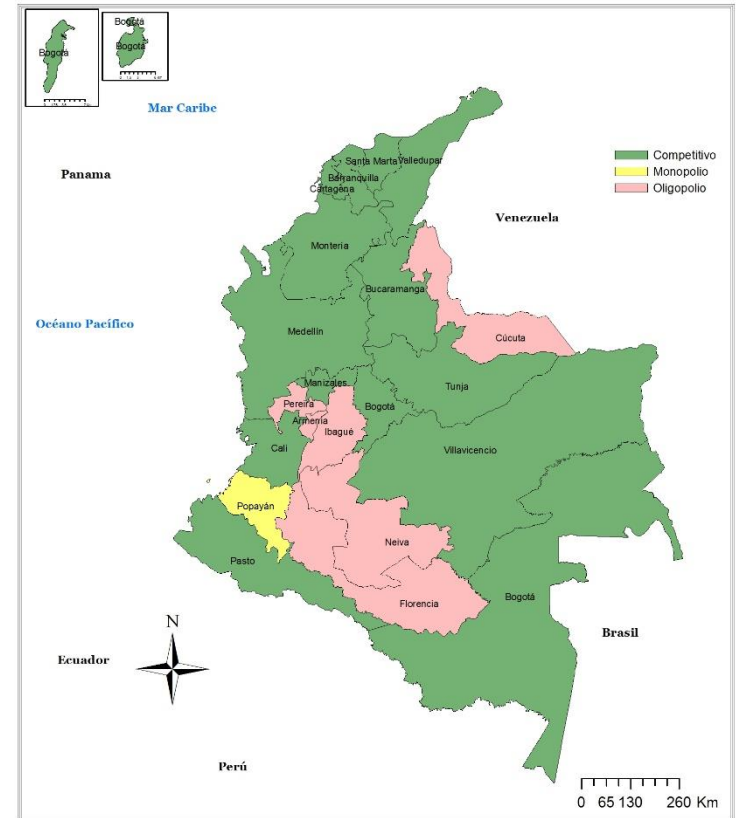 Bogotá
Bogotá
Bogotá
Mar Caribe
Panama
Océano Pacífico
Venezuela
Competitivo
Monopolio
Oligopolio
Santa Marta
Valledupar
Barranquilla
Cartagena
Montería
Bucaramanga
Cúcuta
Medellín
Manizales
Tunja
Pereira
Bogotá
Armenia
Ibagué
Cali
Villavicencio
Popayán
Neiva
Pasto
Florencia
Bogotá
Brasil
N
Ecuador
Perú
0 65 130 260 Km